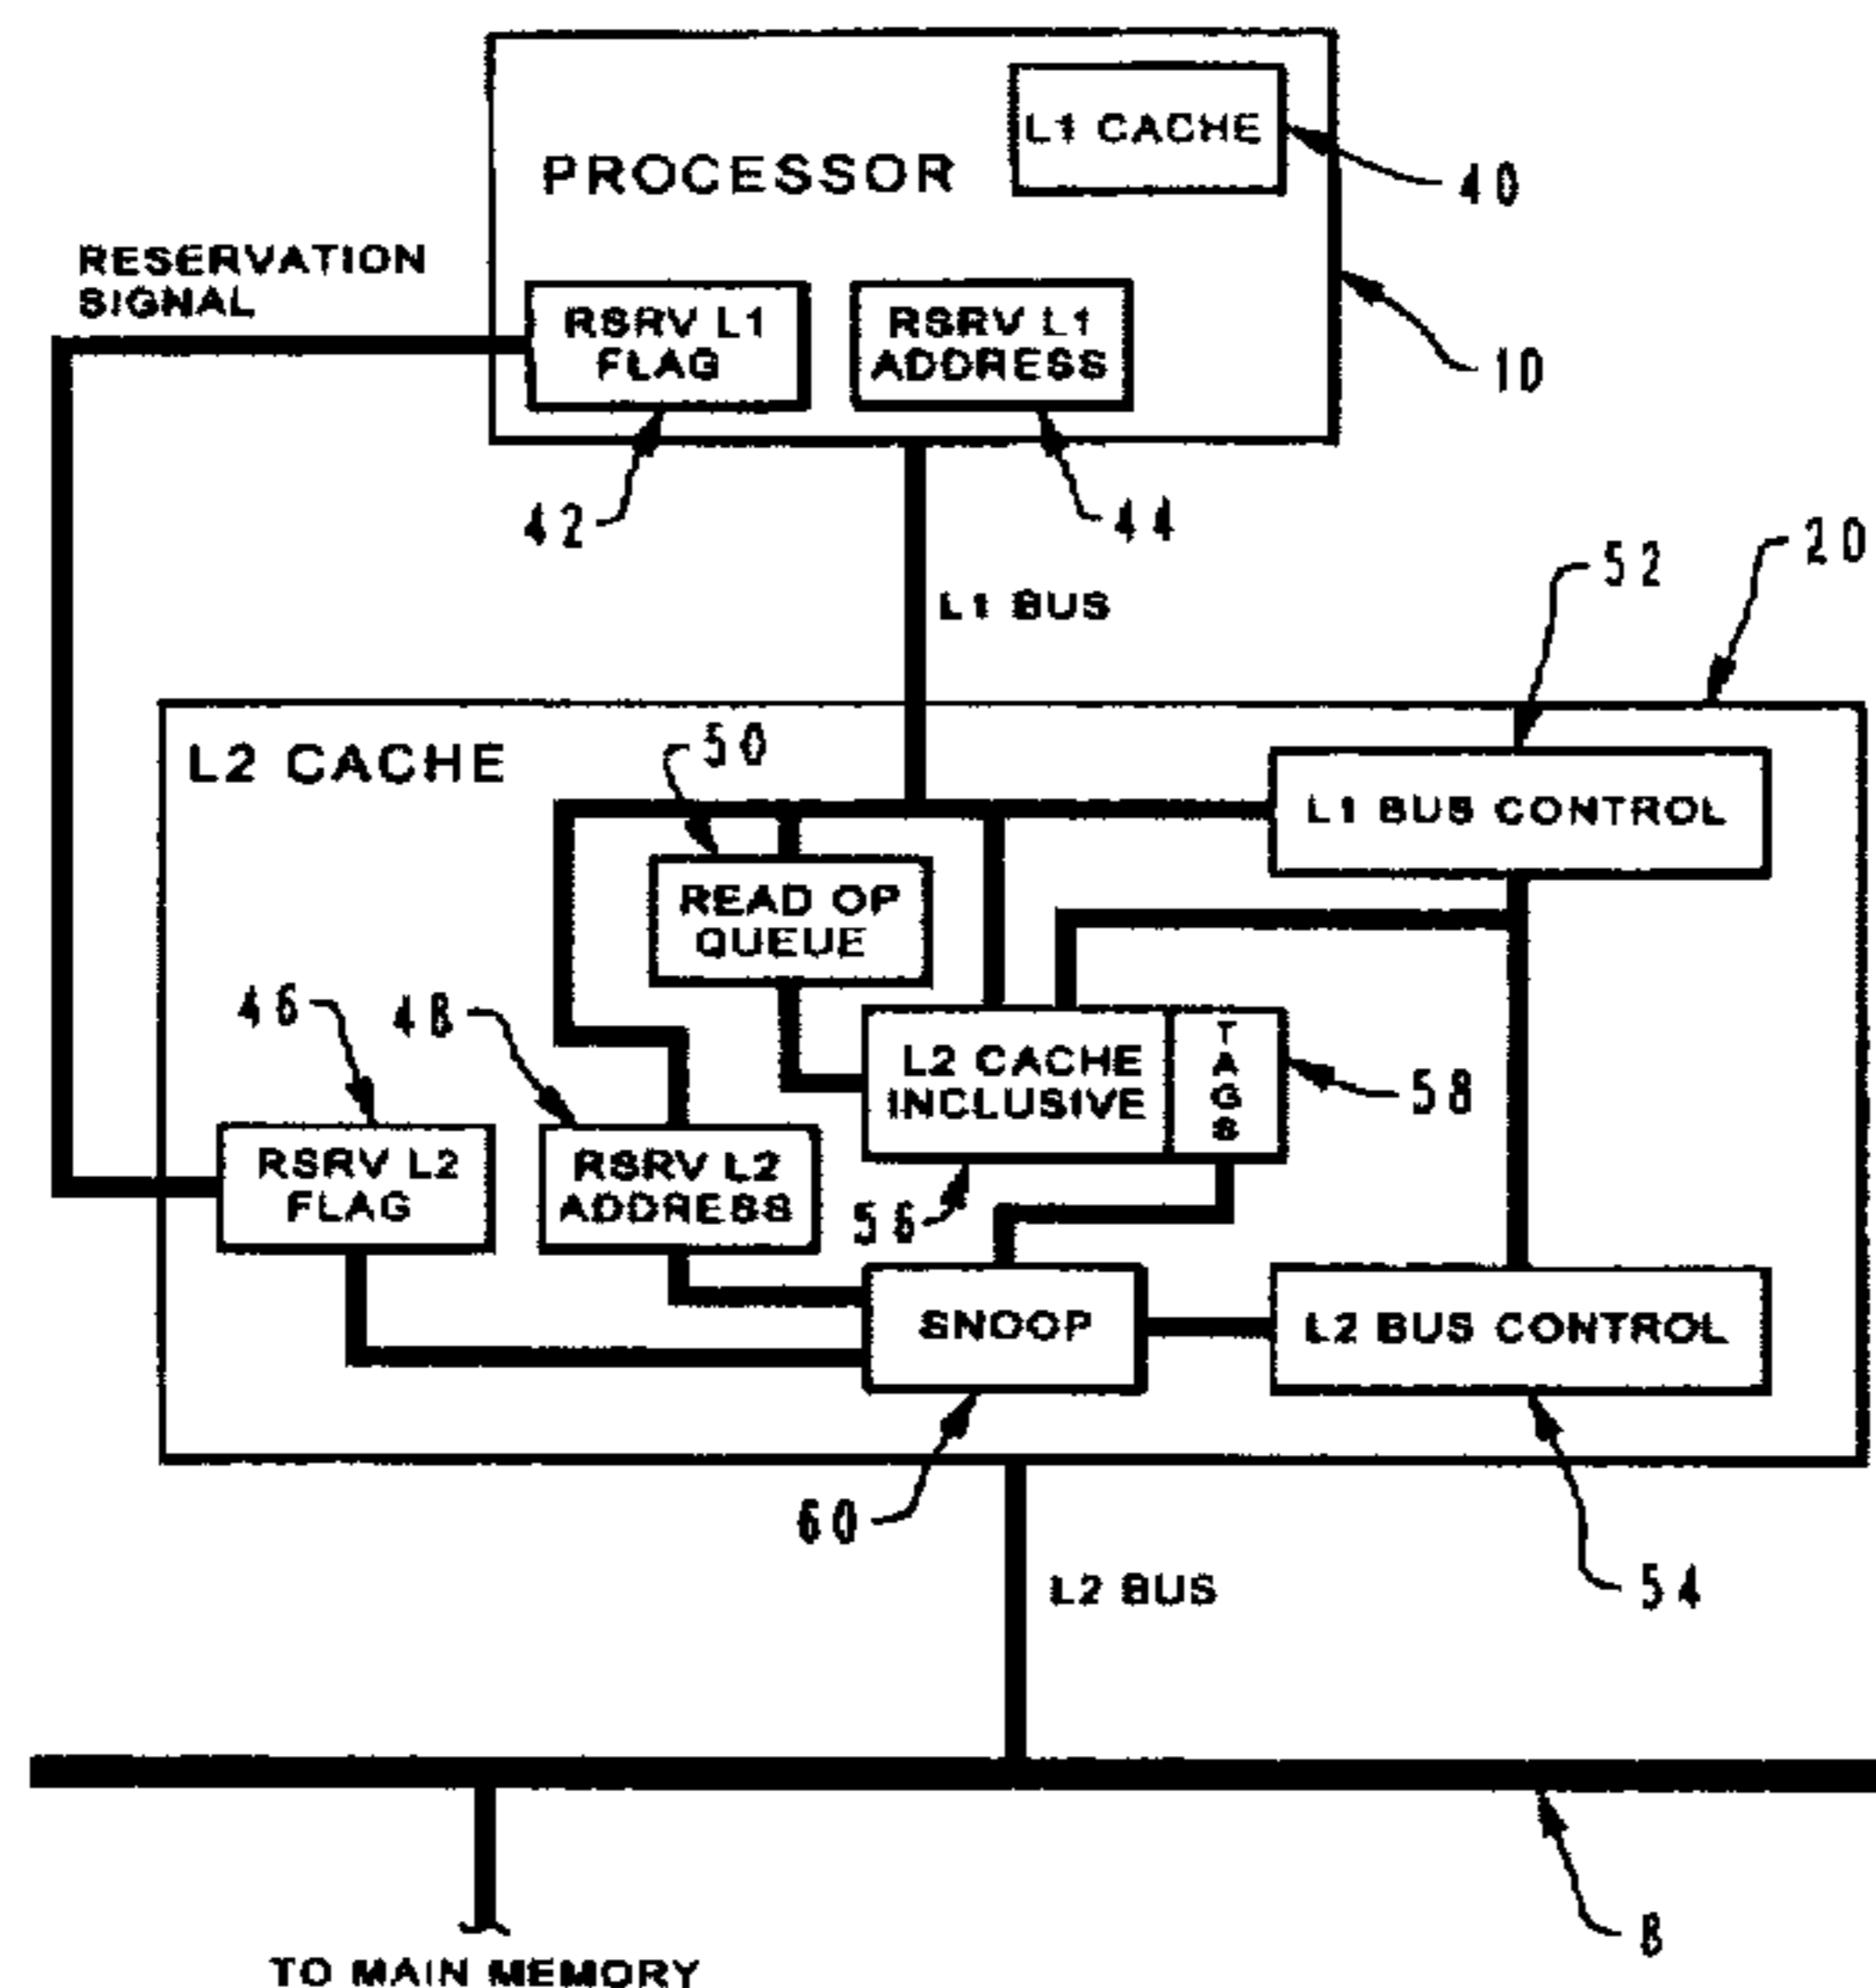 L1 CACHE
PROCESSOR
40
RESERVATION
SIGNAL
RSRV L1
FLAG
RSRV L1
ADDRESS
10
42
44
52
20
L1 BUS
L2 CACHE
50
L1 BUS CONTROL
READ OP
QUEUE
46
48
L2 CACHE
INCLUSIVE
TAGS
58
RSRV L2
FLAG
RSRV L2
ADDRESS
56
SNOOP
L2 BUS CONTROL
60
L2 BUS
54
8
TO MAIN MEMORY